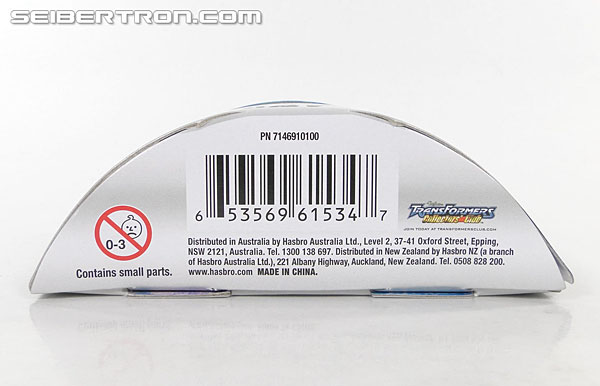 SEIBERTRON.COM
PN 7146910100
6 53569 61534 7
0-3
Contains small parts.
TRANSFORMERS
Collectors' Club
JOIN TODAY AT TRANSFORMERSCLUB.COM
Distributed in Australia by Hasbro Australia Ltd., Level 2, 37-41 Oxford Street, Epping,
NSW 2121, Australia. Tel. 1300 138 697. Distributed in New Zealand by Hasbro NZ (a branch
of Hasbro Australia Ltd.), 221 Albany Highway, Auckland, New Zealand. Tel. 0508 828 200.
www.hasbro.com MADE IN CHINA.